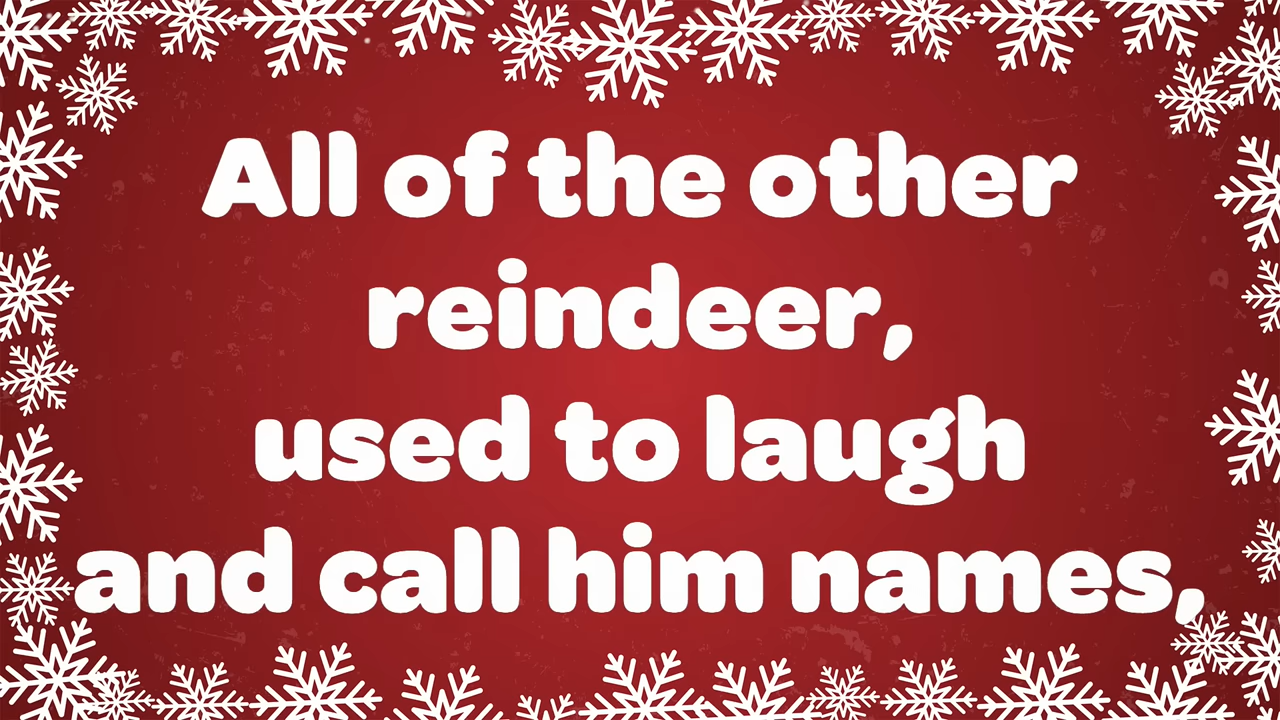 All of the other
reindeer,
used to laugh
and call him names,